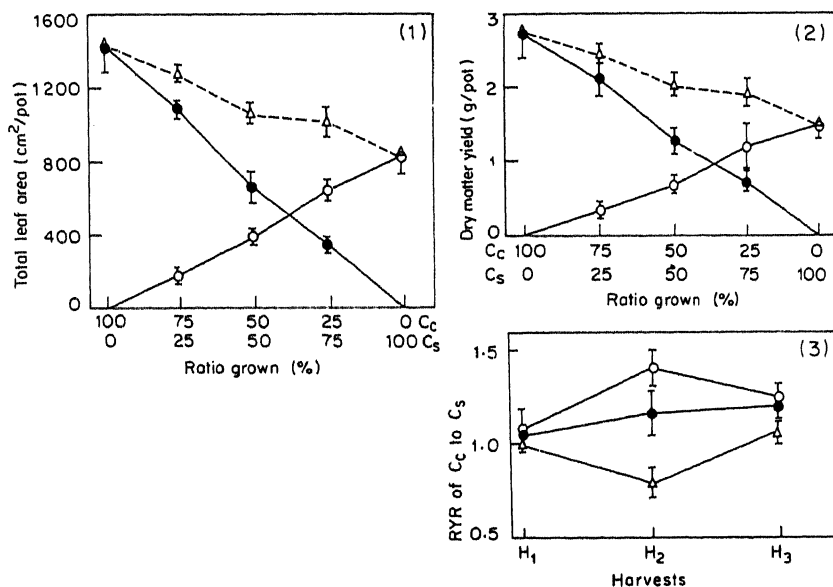 (1)
Total leaf area (cm²/pot)
1600
1200
800
400
0
100 75 50 25 0 Cc
0 25 50 75 100 Cs
Ratio grown (%)
(2)
Dry matter yield (g/pot)
3
2
1
0
Cc 100 75 50 25 0
Cs 0 25 50 75 100
Ratio grown (%)
(3)
RYR of Cc to Cs
1.5
1.0
0.5
H₁ H₂ H₃
Harvests